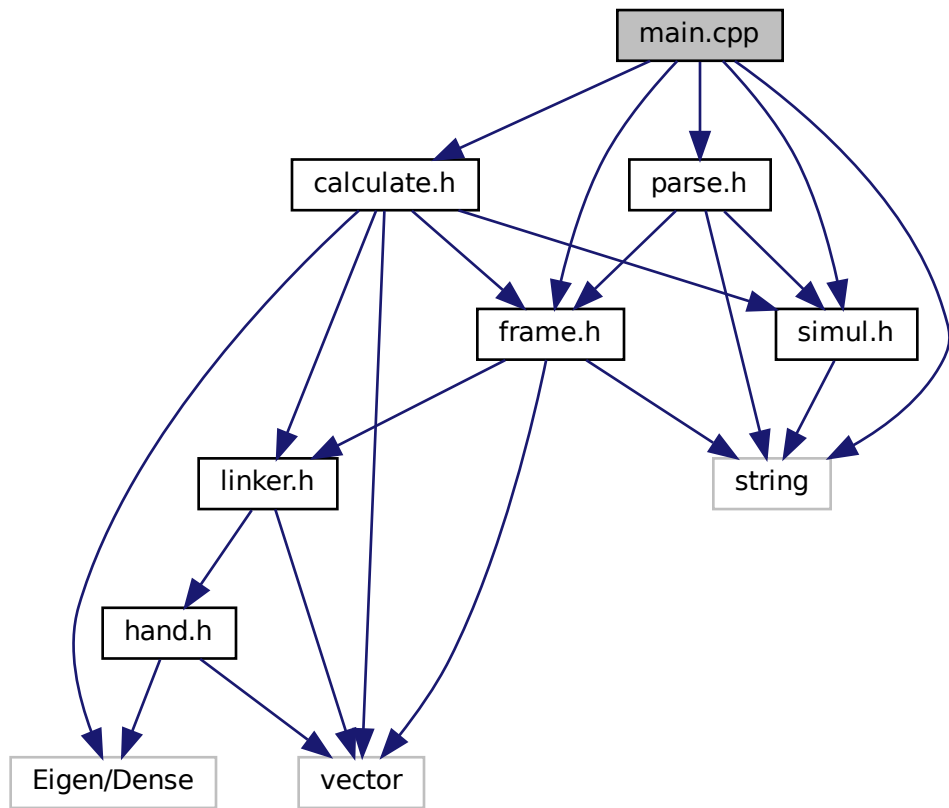 main.cpp
calculate.h
parse.h
frame.h
simul.h
linker.h
string
hand.h
Eigen/Dense
vector